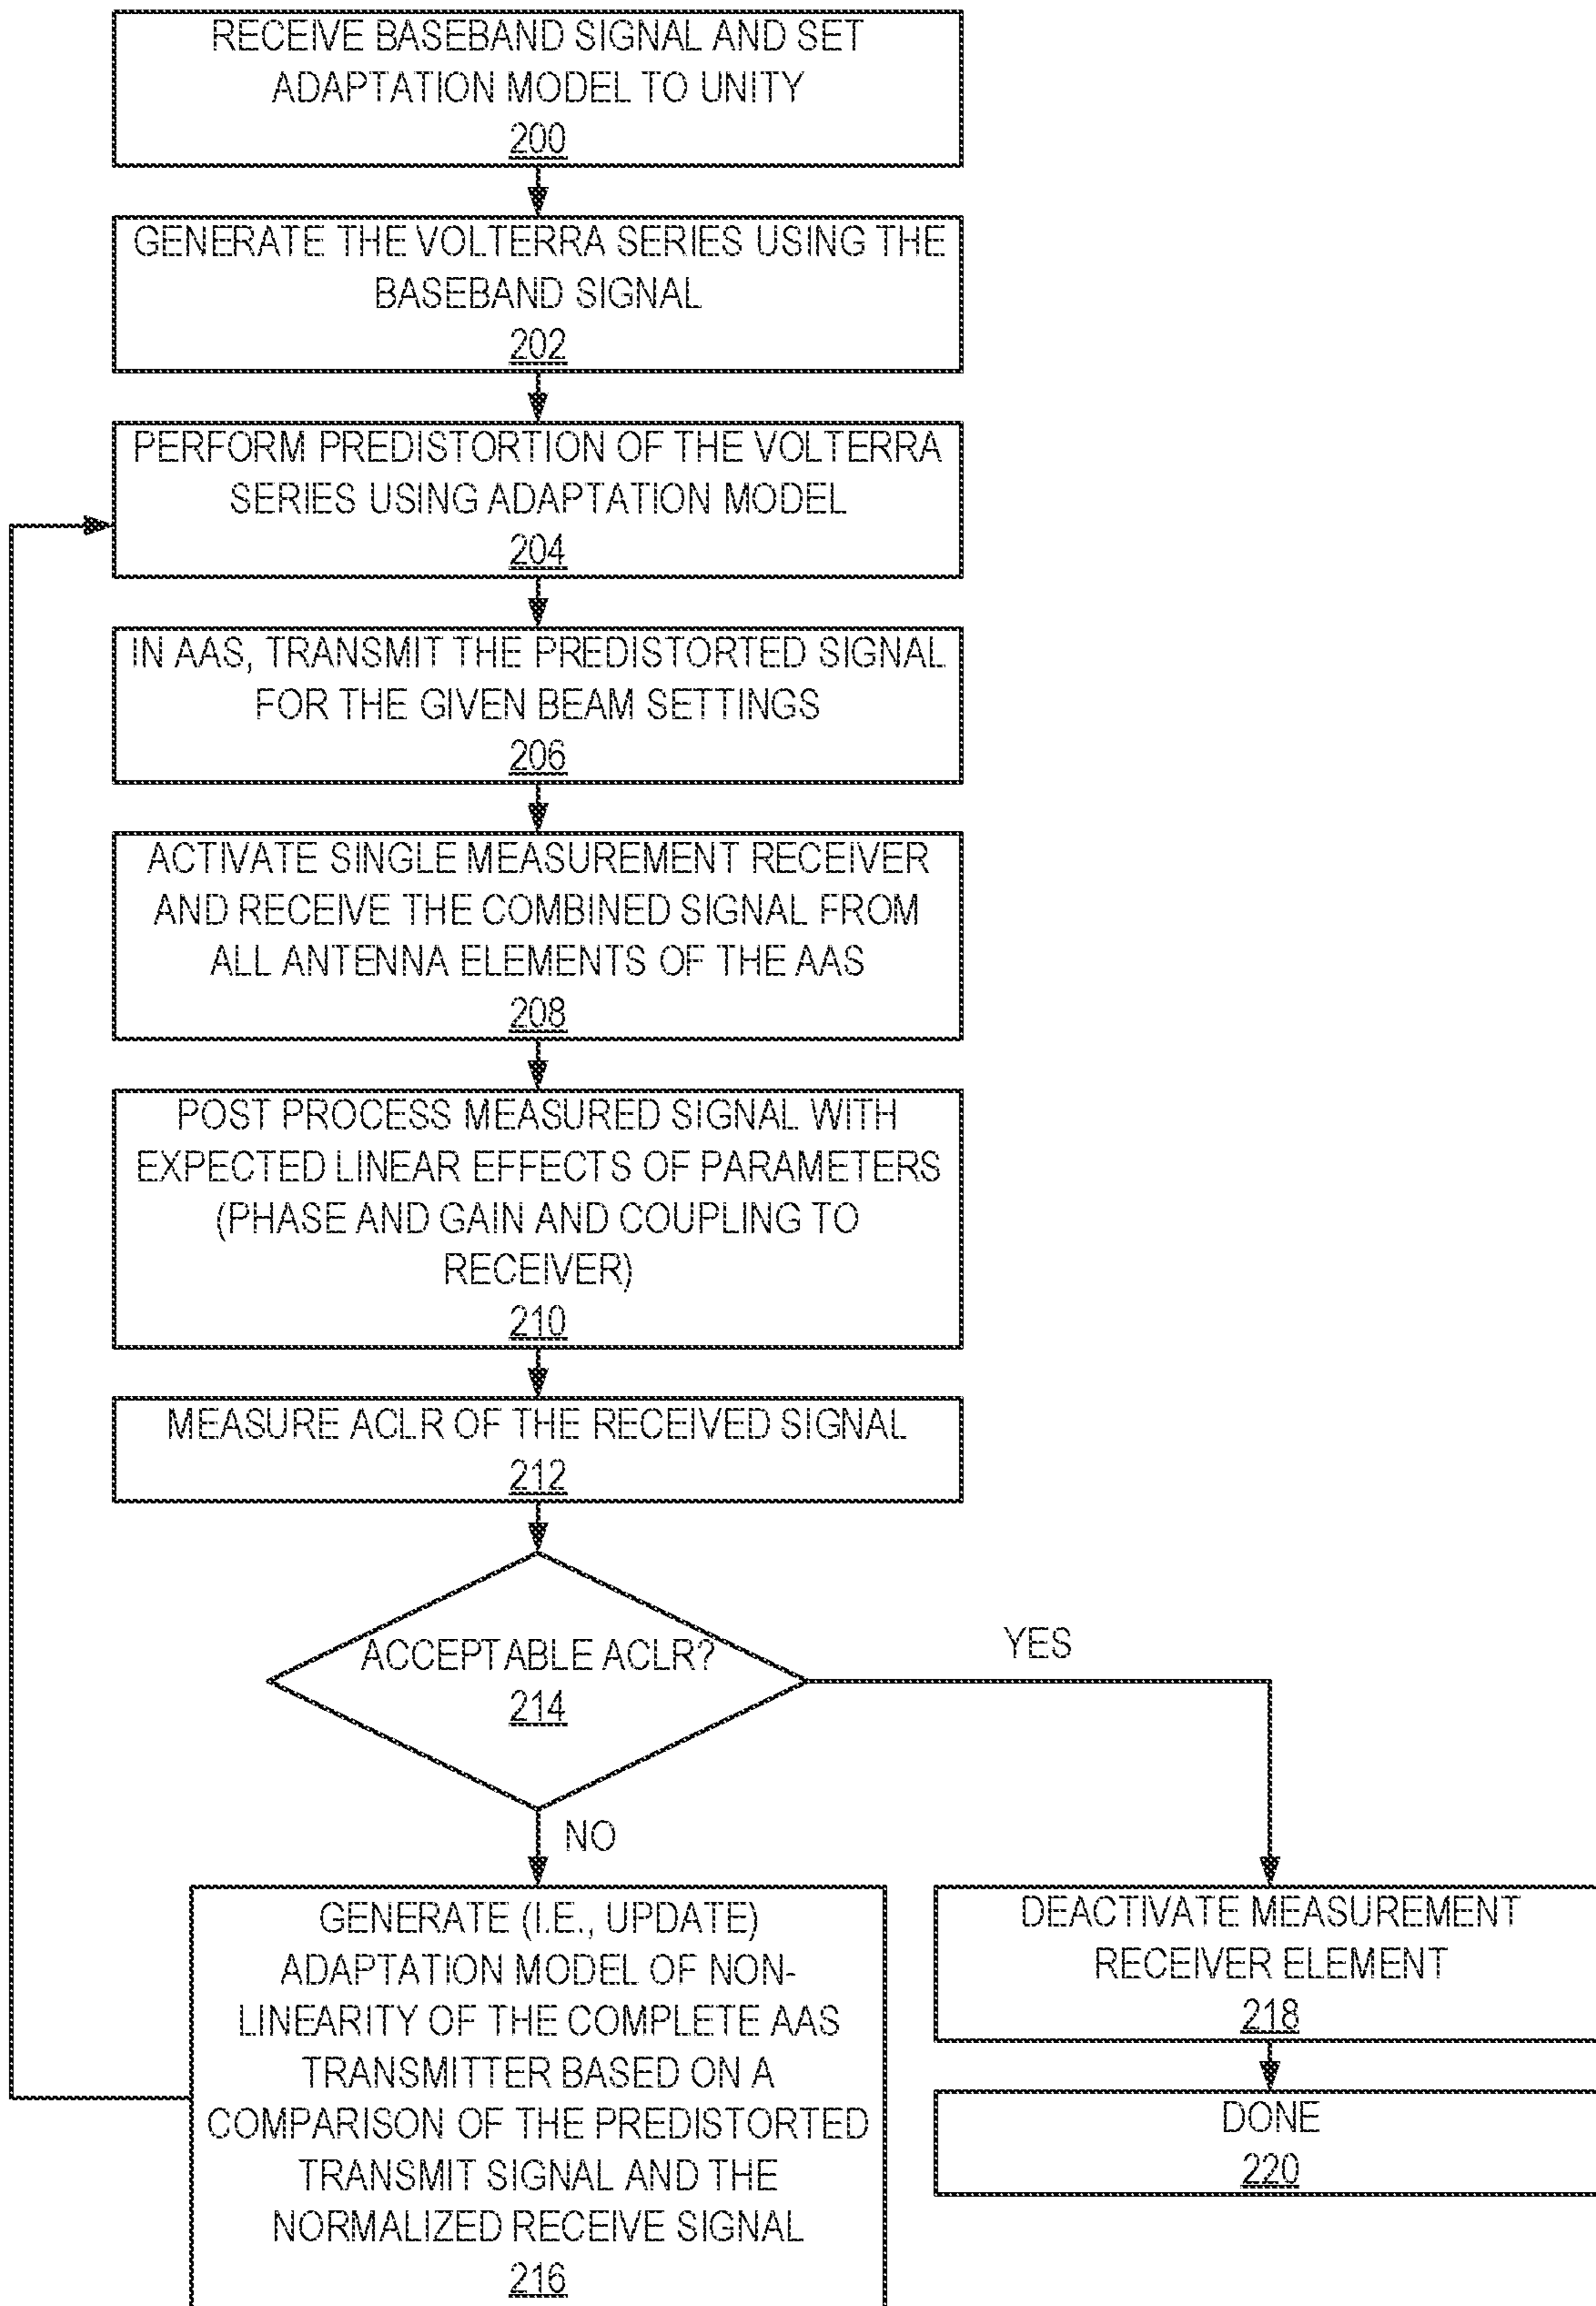 RECEIVE BASEBAND SIGNAL AND SET
ADAPTATION MODEL TO UNITY
200
GENERATE THE VOLTERRA SERIES USING THE
BASEBAND SIGNAL
202
PERFORM PREDISTORTION OF THE VOLTERRA
SERIES USING ADAPTATION MODEL
204
IN AAS, TRANSMIT THE PREDISTORTED SIGNAL
FOR THE GIVEN BEAM SETTINGS
206
ACTIVATE SINGLE MEASUREMENT RECEIVER
AND RECEIVE THE COMBINED SIGNAL FROM
ALL ANTENNA ELEMENTS OF THE AAS
208
POST PROCESS MEASURED SIGNAL WITH
EXPECTED LINEAR EFFECTS OF PARAMETERS
(PHASE AND GAIN AND COUPLING TO
RECEIVER)
210
MEASURE ACLR OF THE RECEIVED SIGNAL
212
ACCEPTABLE ACLR?
214
YES
NO
GENERATE (I.E., UPDATE)
ADAPTATION MODEL OF NON-
LINEARITY OF THE COMPLETE AAS
TRANSMITTER BASED ON A
COMPARISON OF THE PREDISTORTED
TRANSMIT SIGNAL AND THE
NORMALIZED RECEIVE SIGNAL
216
DEACTIVATE MEASUREMENT
RECEIVER ELEMENT
218
DONE
220